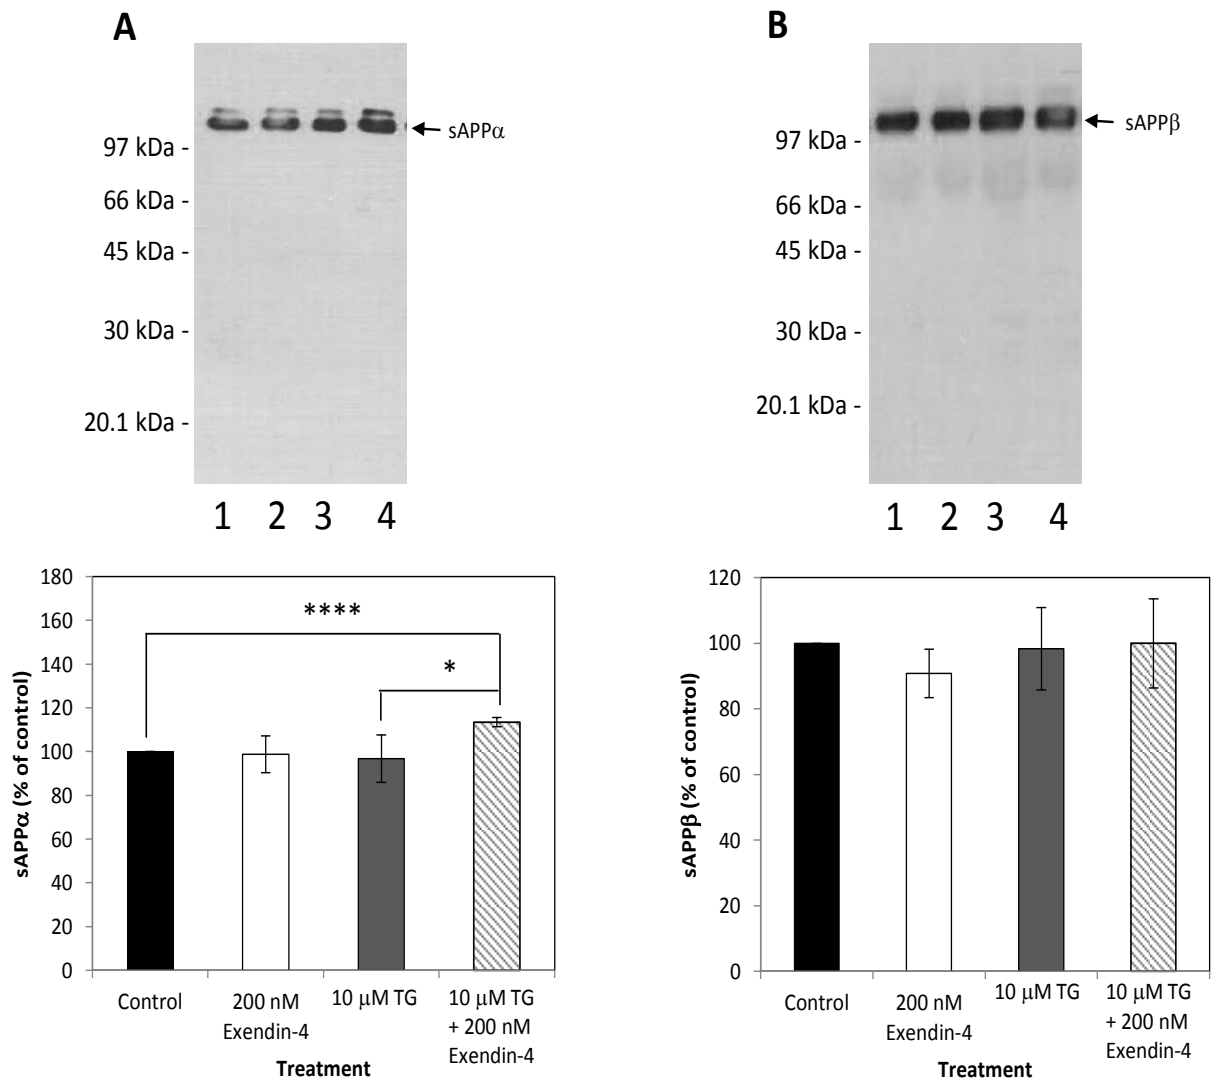 A
sAPPα
97 kDa -
66 kDa -
45 kDa -
30 kDa -
20.1 kDa -
1 2 3 4
180
160
140
120
100
80
60
40
20
0
sAPPα (% of control)
****
*
Control
200 nM
Exendin-4
10 μM TG
10 μM TG
+ 200 nM
Exendin-4
Treatment
B
sAPPβ
97 kDa -
66 kDa -
45 kDa -
30 kDa -
20.1 kDa -
1 2 3 4
120
100
80
60
40
20
0
sAPPβ (% of control)
Control
200 nM
Exendin-4
10 μM TG
10 μM TG
+ 200 nM
Exendin-4
Treatment